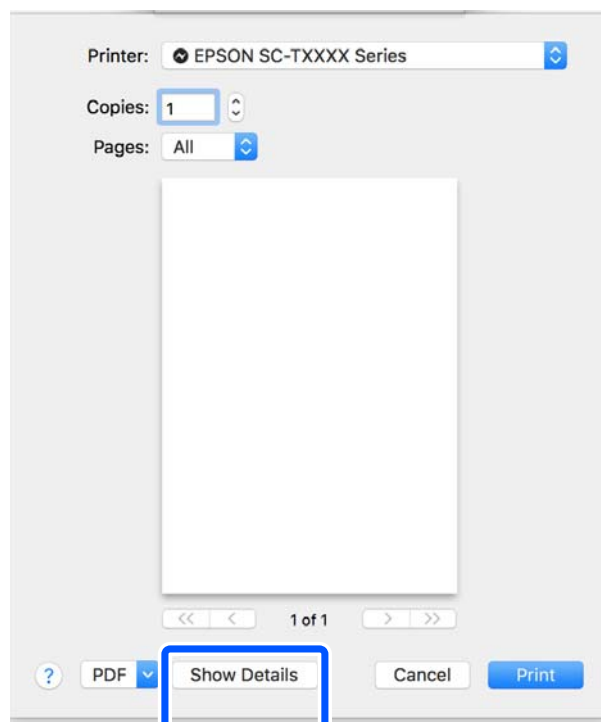 Printer: EPSON SC-TXXXX Series
Copies: 1
Pages: All
<< < 1 of 1 > >>
? PDF Show Details Cancel Print